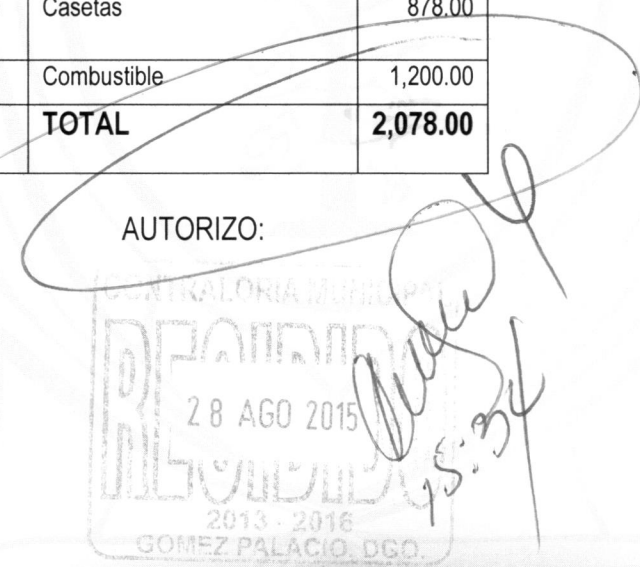 Casetas 878.00
Combustible 1,200.00
TOTAL 2,078.00
AUTORIZO:
CONTRALORIA MUNICIPAL
RECIBIDO
28 AGO 2015
15:34
2013 - 2016
GOMEZ PALACIO, DGO.